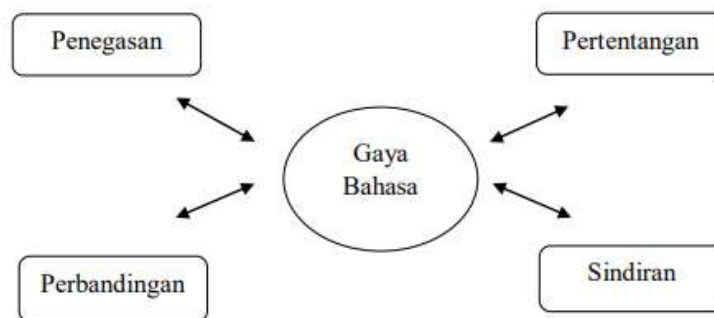 Penegasan
Pertentangan
Gaya
Bahasa
Perbandingan
Sindiran